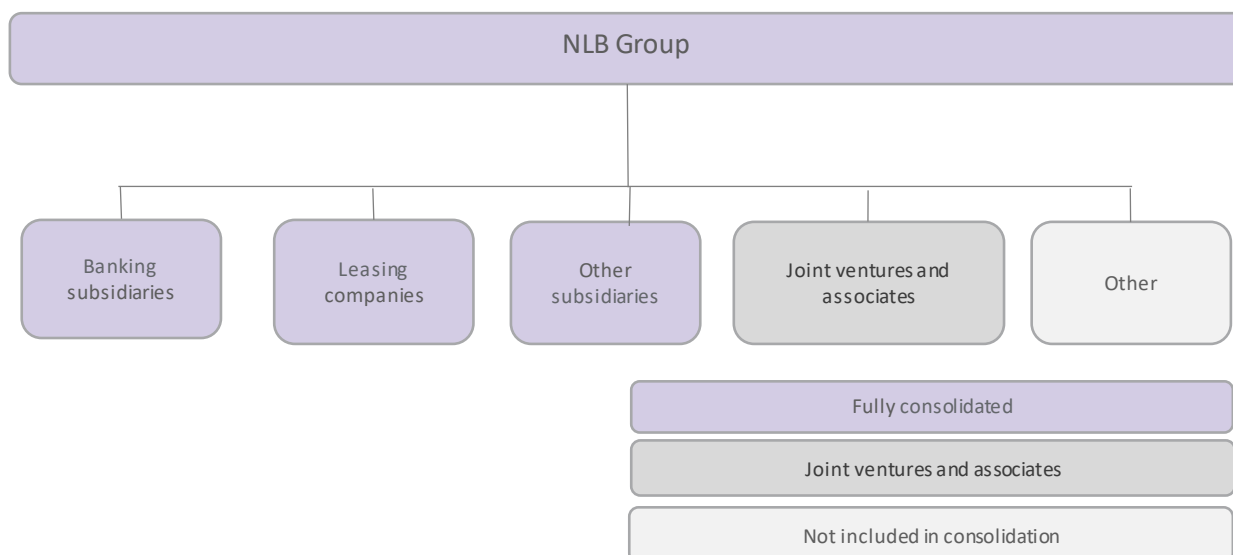 NLB Group
Banking
subsidiaries
Leasing
companies
Other
subsidiaries
Joint ventures and
associates
Other
Fully consolidated
Joint ventures and associates
Not included in consolidation